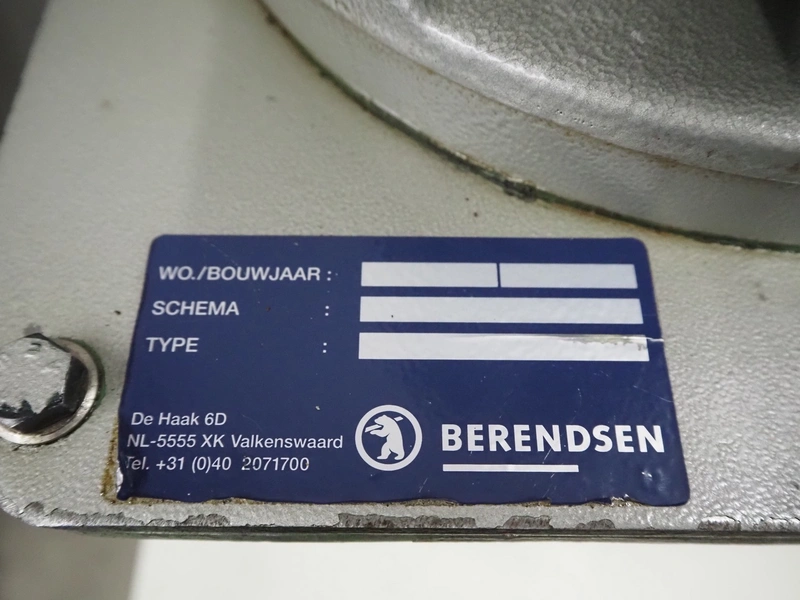 WO./BOUWJAAR :
SCHEMA :
TYPE :
De Haak 6D
NL-5555 XK Valkenswaard
Tel. +31 (0)40 2071700
BERENDSEN